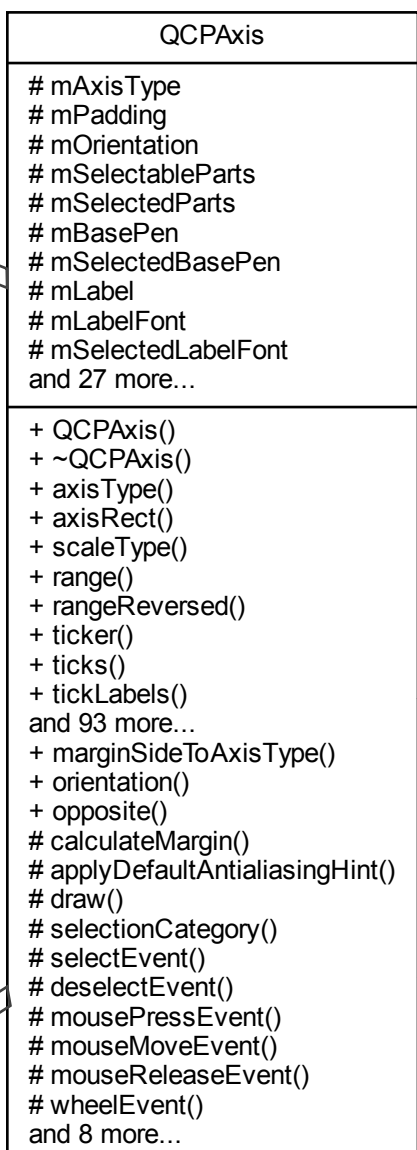 QCPAxis
# mAxisType
# mPadding
# mOrientation
# mSelectableParts
# mSelectedParts
# mBasePen
# mSelectedBasePen
# mLabel
# mLabelFont
# mSelectedLabelFont
and 27 more...
+ QCPAxis()
+ ~QCPAxis()
+ axisType()
+ axisRect()
+ scaleType()
+ range()
+ rangeReversed()
+ ticker()
+ ticks()
+ tickLabels()
and 93 more...
+ marginSideToAxisType()
+ orientation()
+ opposite()
# calculateMargin()
# applyDefaultAntialiasingHint()
# draw()
# selectionCategory()
# selectEvent()
# deselectEvent()
# mousePressEvent()
# mouseMoveEvent()
# mouseReleaseEvent()
# wheelEvent()
and 8 more...